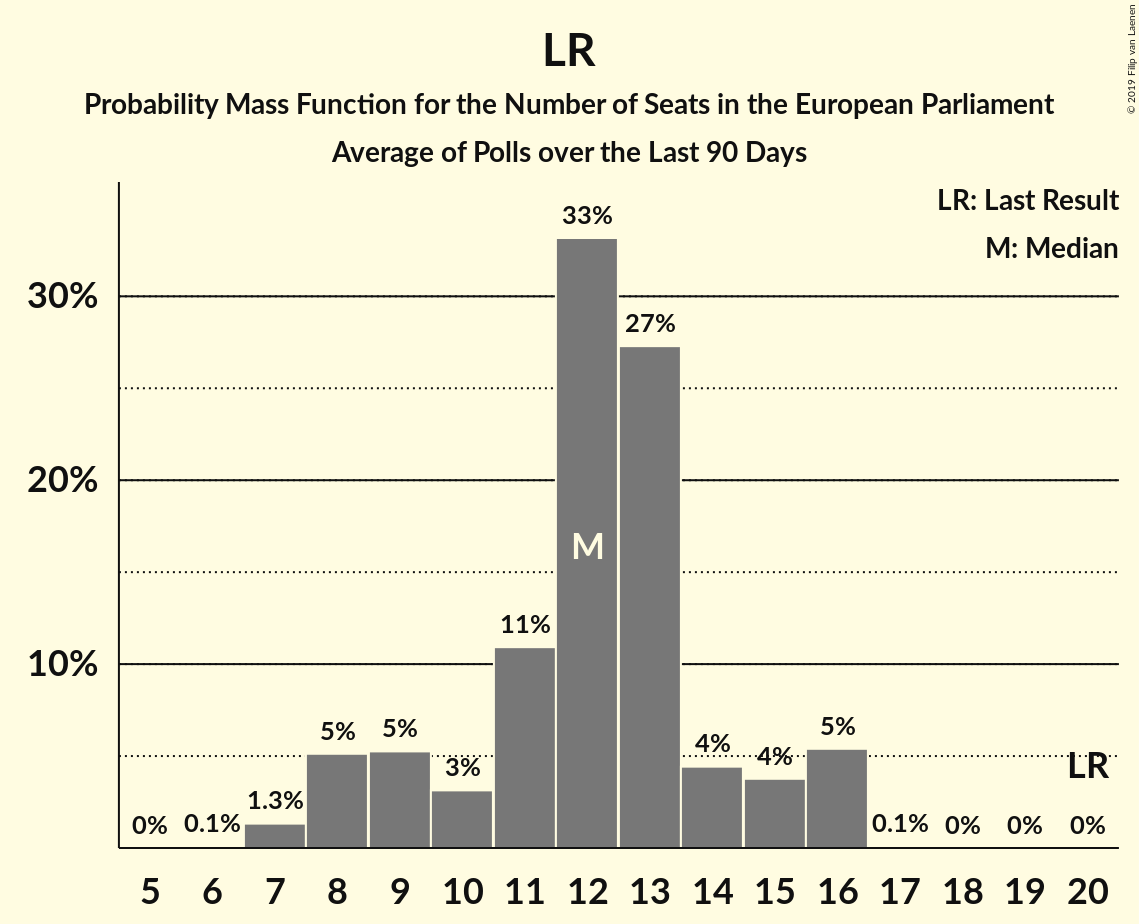 LR
Probability Mass Function for the Number of Seats in the European Parliament
Average of Polls over the Last 90 Days
© 2019 Filip van Laenen
LR: Last Result
M: Median
30%
20%
10%
0% 0.1% 1.3% 5% 5% 3% 11% 33% 27% 4% 4% 5% 0.1% 0% 0% 0%
M
LR
5 6 7 8 9 10 11 12 13 14 15 16 17 18 19 20